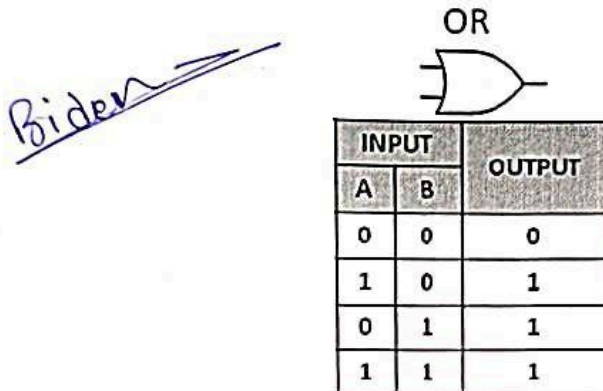 OR
Biden
INPUT OUTPUT
A B
0 0 0
1 0 1
0 1 1
1 1 1